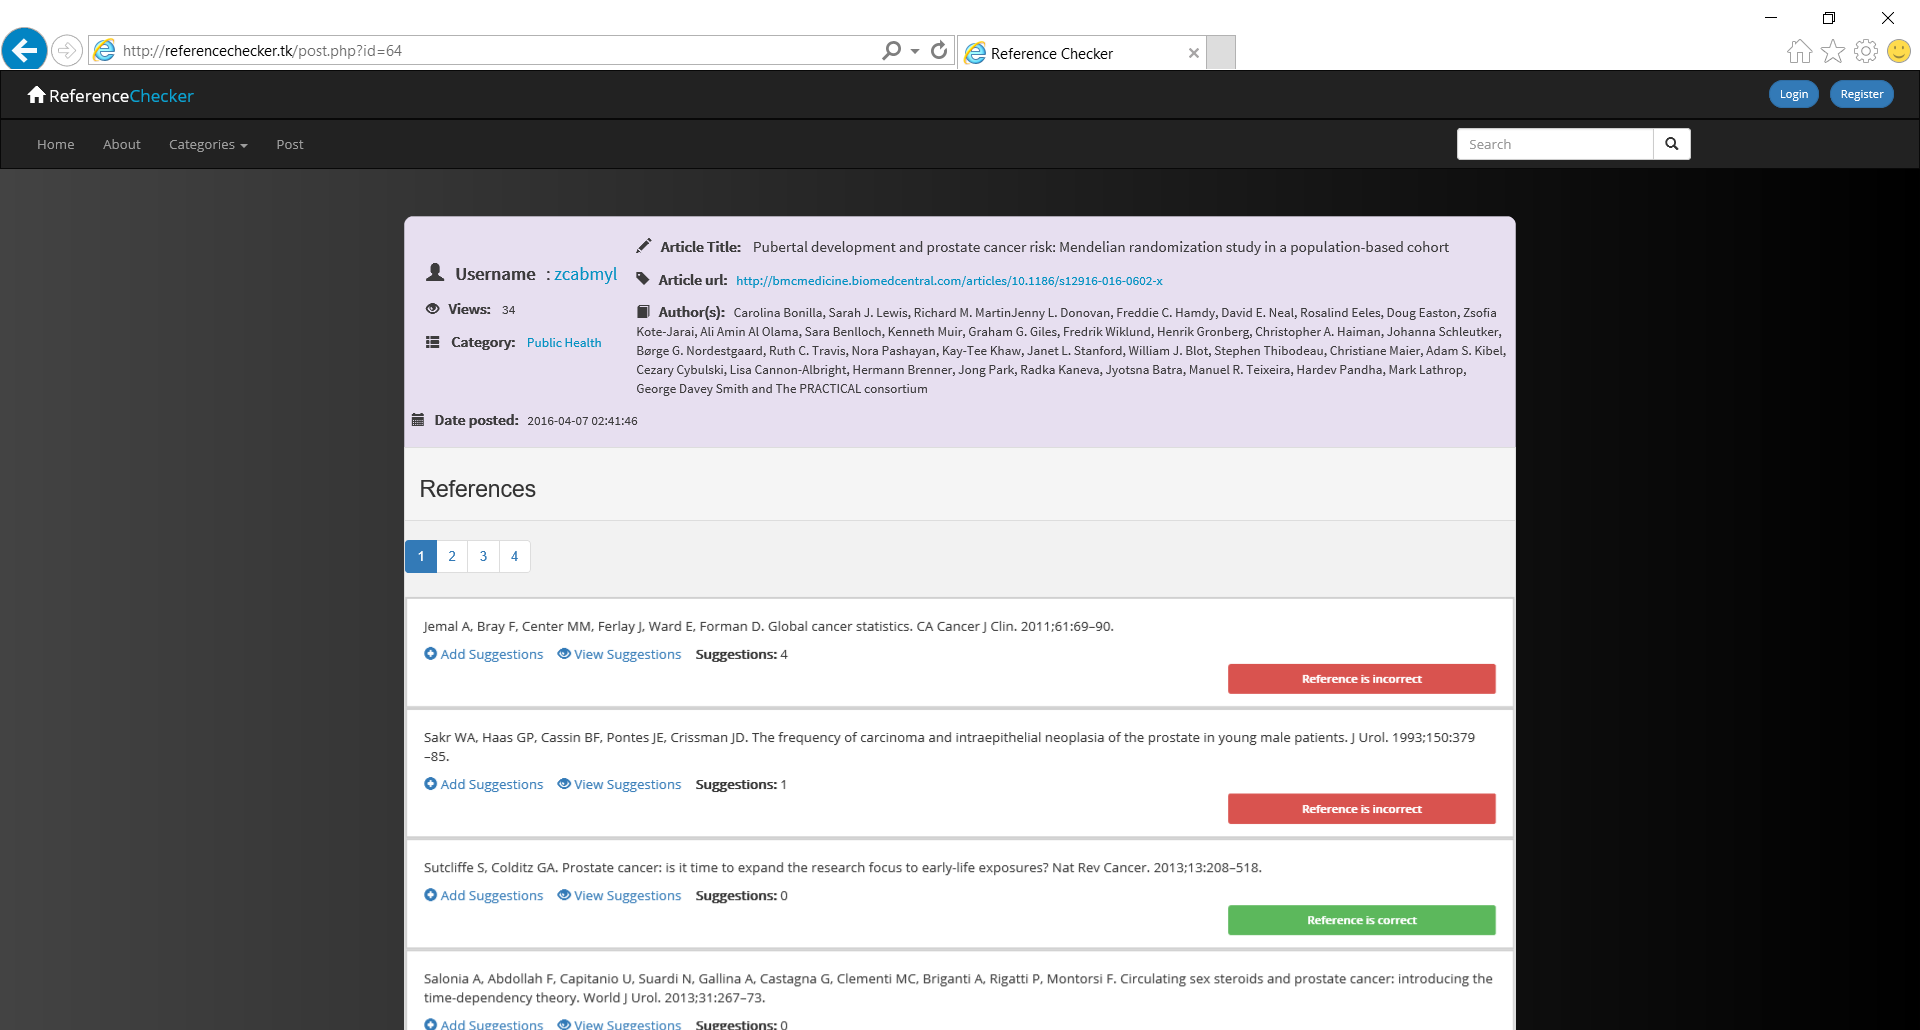 http://referencechecker.tk/post.php?id=64
Reference Checker
ReferenceChecker
Login
Register
Home
About
Categories
Post
Search
Username : zcabmyl
Views: 34
Category: Public Health
Date posted: 2016-04-07 02:41:46
Article Title: Pubertal development and prostate cancer risk: Mendelian randomization study in a population-based cohort
Article url: http://bmcmedicine.biomedcentral.com/articles/10.1186/s12916-016-0602-x
Author(s): Carolina Bonilla, Sarah J. Lewis, Richard M. MartinJenny L. Donovan, Freddie C. Hamdy, David E. Neal, Rosalind Eeles, Doug Easton, Zsofia
Kote-Jarai, Ali Amin Al Olama, Sara Benlloch, Kenneth Muir, Graham G. Giles, Fredrik Wiklund, Henrik Gronberg, Christopher A. Haiman, Johanna Schleutker,
Børge G. Nordestgaard, Ruth C. Travis, Nora Pashayan, Kay-Tee Khaw, Janet L. Stanford, William J. Blot, Stephen Thibodeau, Christiane Maier, Adam S. Kibel,
Cezary Cybulski, Lisa Cannon-Albright, Hermann Brenner, Jong Park, Radka Kaneva, Jyotsna Batra, Manuel R. Teixeira, Hardev Pandha, Mark Lathrop,
George Davey Smith and The PRACTICAL consortium
References
1 2 3 4
Jemal A, Bray F, Center MM, Ferlay J, Ward E, Forman D. Global cancer statistics. CA Cancer J Clin. 2011;61:69–90.
Add Suggestions View Suggestions Suggestions: 4
Reference is incorrect
Sakr WA, Haas GP, Cassin BF, Pontes JE, Crissman JD. The frequency of carcinoma and intraepithelial neoplasia of the prostate in young male patients. J Urol. 1993;150:379
–85.
Add Suggestions View Suggestions Suggestions: 1
Reference is incorrect
Sutcliffe S, Colditz GA. Prostate cancer: is it time to expand the research focus to early-life exposures? Nat Rev Cancer. 2013;13:208–518.
Add Suggestions View Suggestions Suggestions: 0
Reference is correct
Salonia A, Abdollah F, Capitanio U, Suardi N, Gallina A, Castagna G, Clementi MC, Briganti A, Rigatti P, Montorsi F. Circulating sex steroids and prostate cancer: introducing the
time-dependency theory. World J Urol. 2013;31:267–73.
Add Suggestions View Suggestions Suggestions: 0